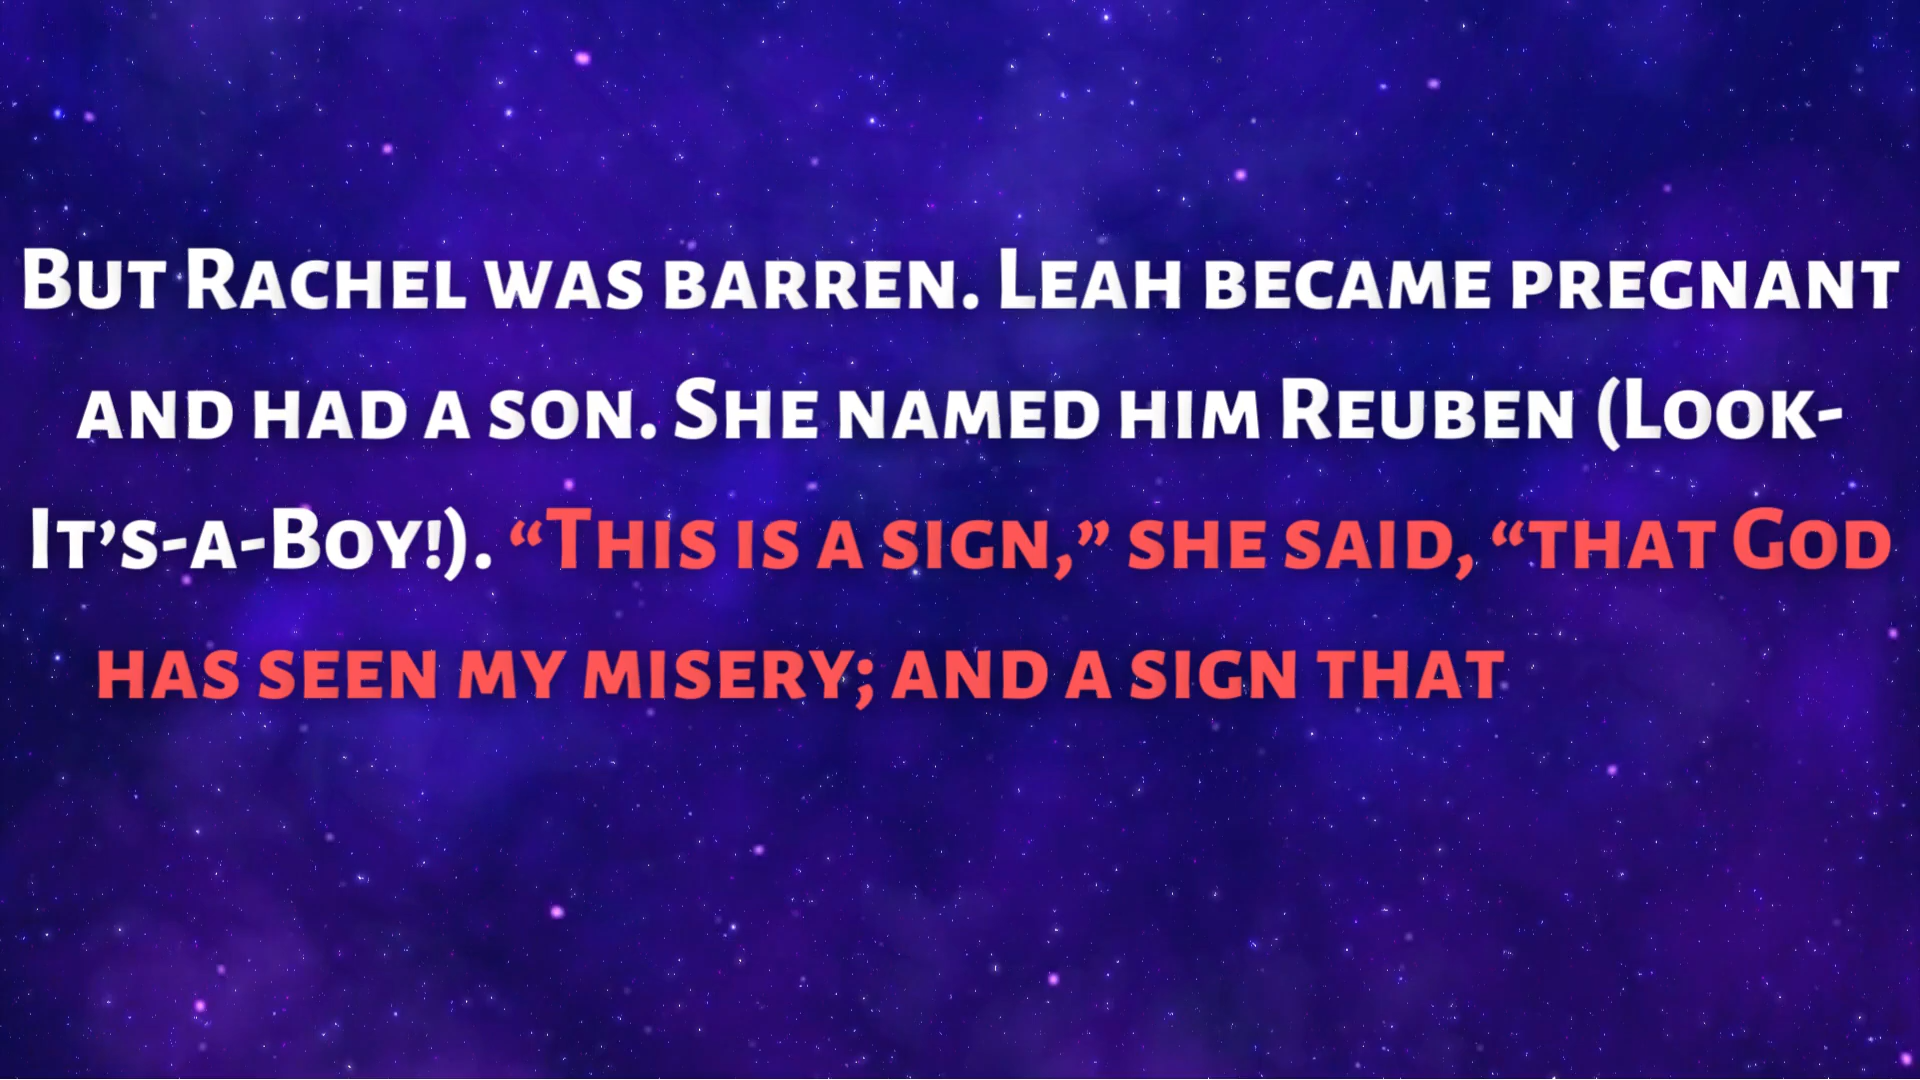 But Rachel was barren. Leah became pregnant
and had a son. She named him Reuben (Look-
It’s-a-Boy!). “This is a sign,” she said, “that God
has seen my misery; and a sign that